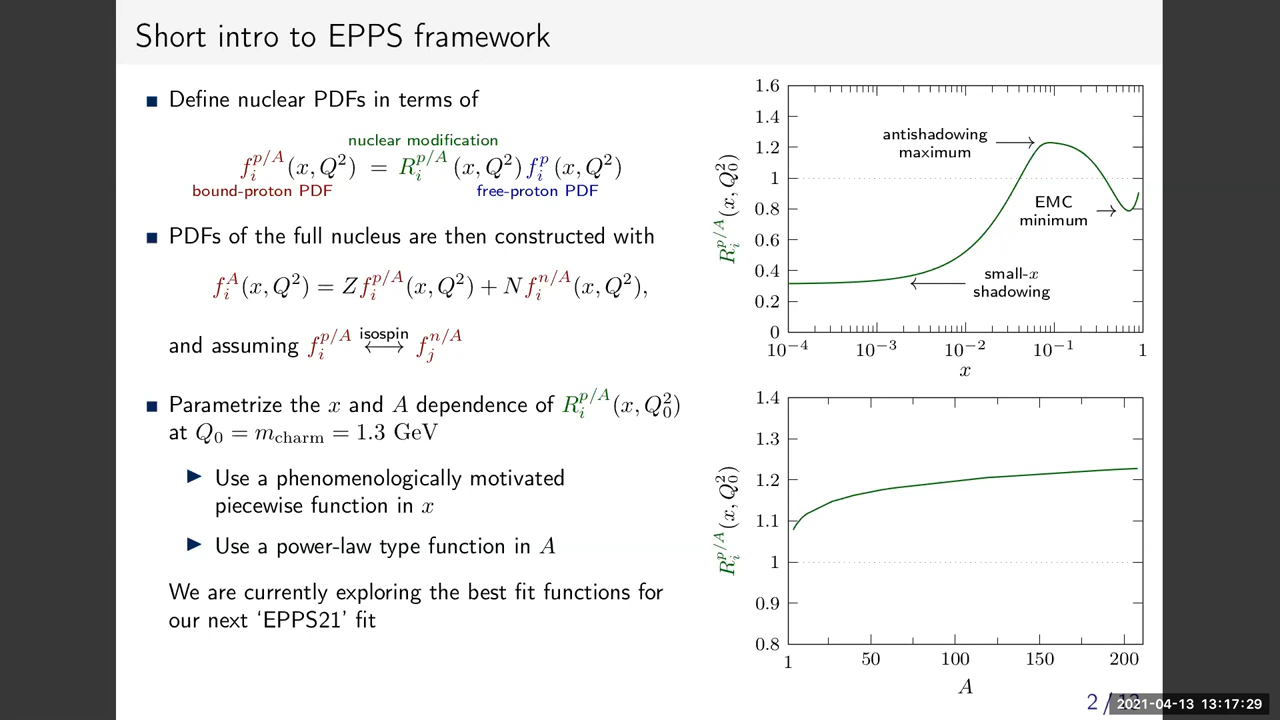 Short intro to EPPS framework
■ Define nuclear PDFs in terms of
nuclear modification
f_i^{p/A}(x, Q^2) = R_i^{p/A}(x, Q^2) f_i^p(x, Q^2)
bound-proton PDF free-proton PDF
■ PDFs of the full nucleus are then constructed with
f_i^A(x, Q^2) = Z f_i^{p/A}(x, Q^2) + N f_i^{n/A}(x, Q^2),
isospin
and assuming f_i^{p/A} ⟷ f_j^{n/A}
■ Parametrize the x and A dependence of R_i^{p/A}(x, Q_0^2)
at Q_0 = m_charm = 1.3 GeV
▶ Use a phenomenologically motivated
piecewise function in x
▶ Use a power-law type function in A
We are currently exploring the best fit functions for
our next ‘EPPS21’ fit
R_i^{p/A}(x, Q_0^2)
1.6
1.4
1.2
1
0.8
0.6
0.4
0.2
0
antishadowing
maximum
EMC
minimum
small-x
shadowing
10^{−4} 10^{−3} 10^{−2} 10^{−1} 1
x
R_i^{p/A}(x, Q_0^2)
1.4
1.3
1.2
1.1
1
0.9
0.8
1 50 100 150 200
A
2 /
2021-04-13 13:17:29